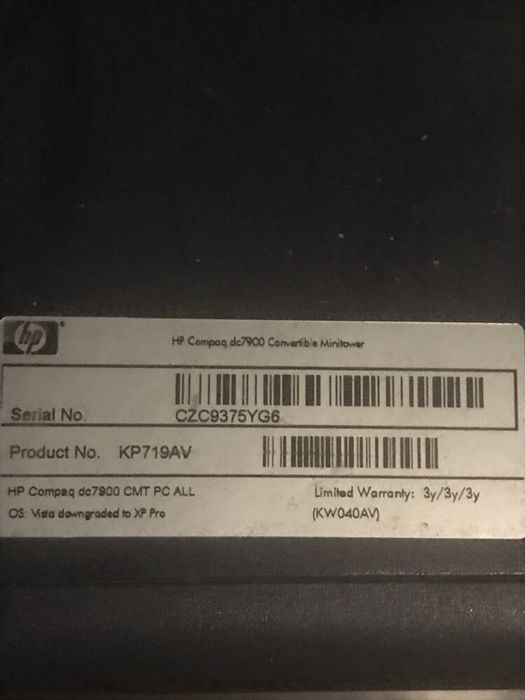 hp
HP Compaq dc7900 Convertible Minitower
Serial No. CZC9375YG6
Product No. KP719AV
HP Compaq dc7900 CMT PC ALL Limited Warranty: 3y/3y/3y
OS: Vista downgraded to XP Pro (KW040AV)